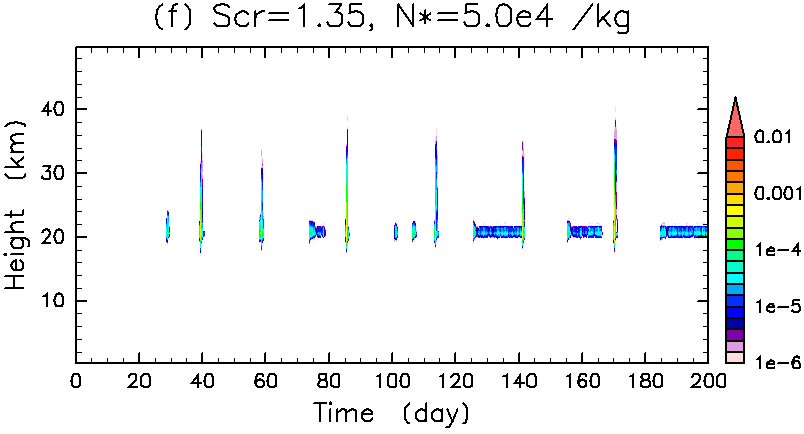 (f) Scr=1.35, N*=5.0e4 /kg
Height (km)
40
30
20
10
0 20 40 60 80 100 120 140 160 180 200
Time (day)
0.01
0.001
1e-4
1e-5
1e-6